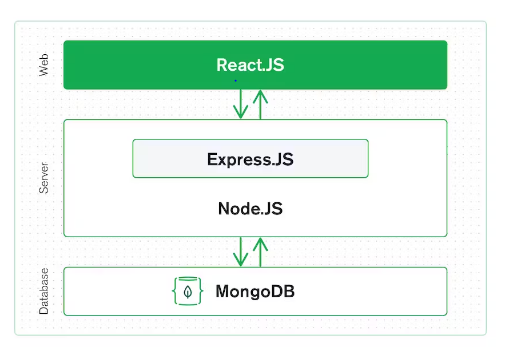 Web
React.JS
Server
Express.JS
Node.JS
Database
MongoDB